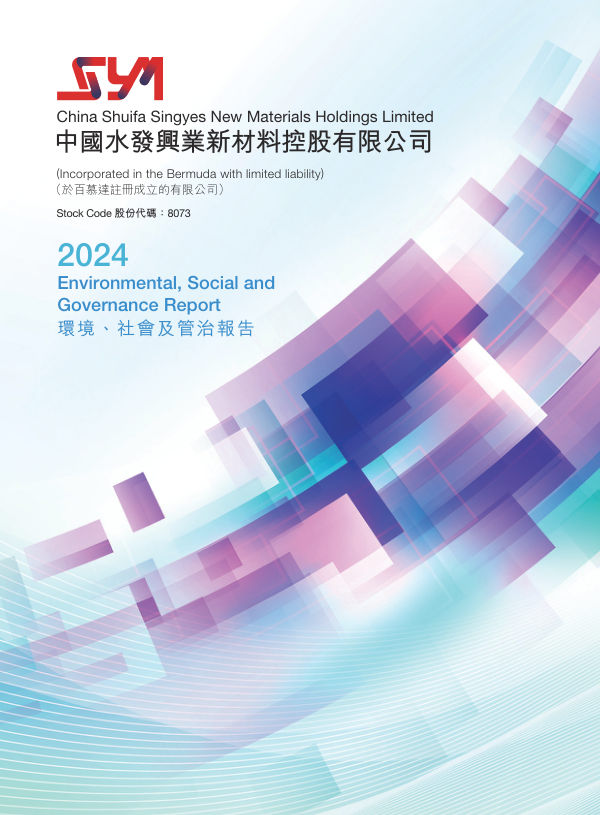 SYM
China Shuifa Singyes New Materials Holdings Limited
中國水發興業新材料控股有限公司
(Incorporated in the Bermuda with limited liability)
（於百慕達註冊成立的有限公司）
Stock Code 股份代碼：8073
2024
Environmental, Social and
Governance Report
環境、社會及管治報告